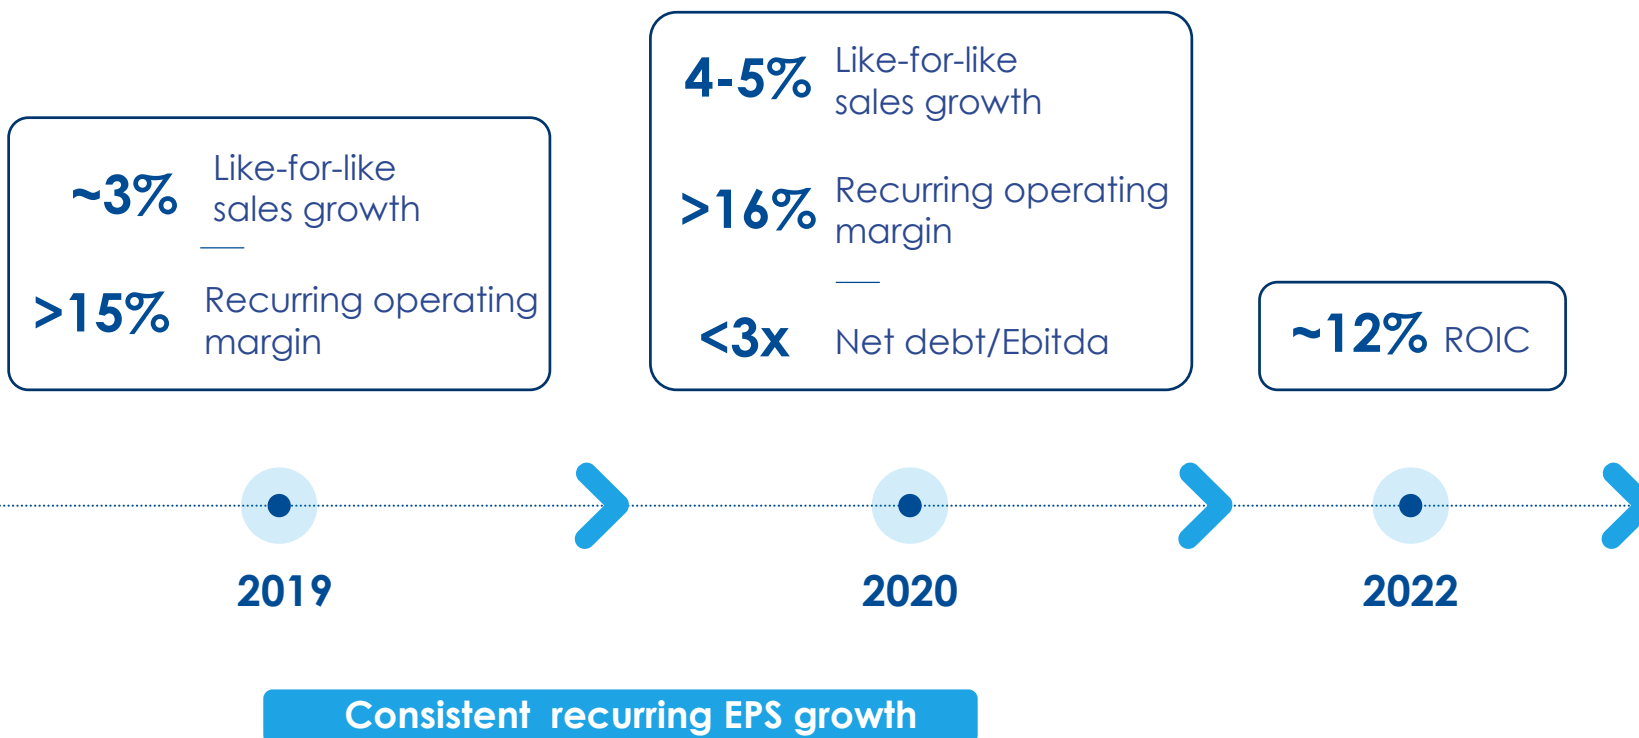 ~3% Like-for-like
sales growth
>15% Recurring operating
margin
4-5% Like-for-like
sales growth
>16% Recurring operating
margin
<3x Net debt/Ebitda
~12% ROIC
2019
2020
2022
Consistent recurring EPS growth